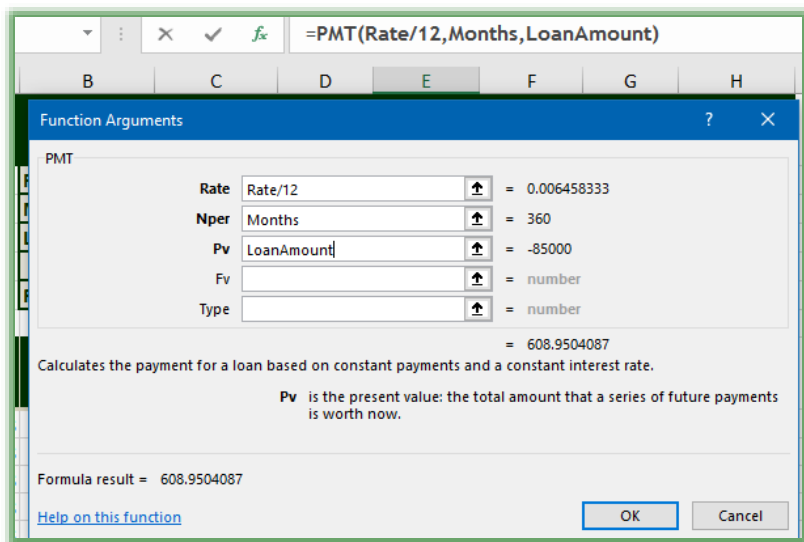 =PMT(Rate/12,Months,LoanAmount)
B C D E F G H
Function Arguments ? ×
PMT
Rate Rate/12 = 0.006458333
Nper Months = 360
Pv LoanAmount = -85000
Fv = number
Type = number
= 608.9504087
Calculates the payment for a loan based on constant payments and a constant interest rate.
Pv is the present value: the total amount that a series of future payments
is worth now.
Formula result = 608.9504087
Help on this function OK Cancel